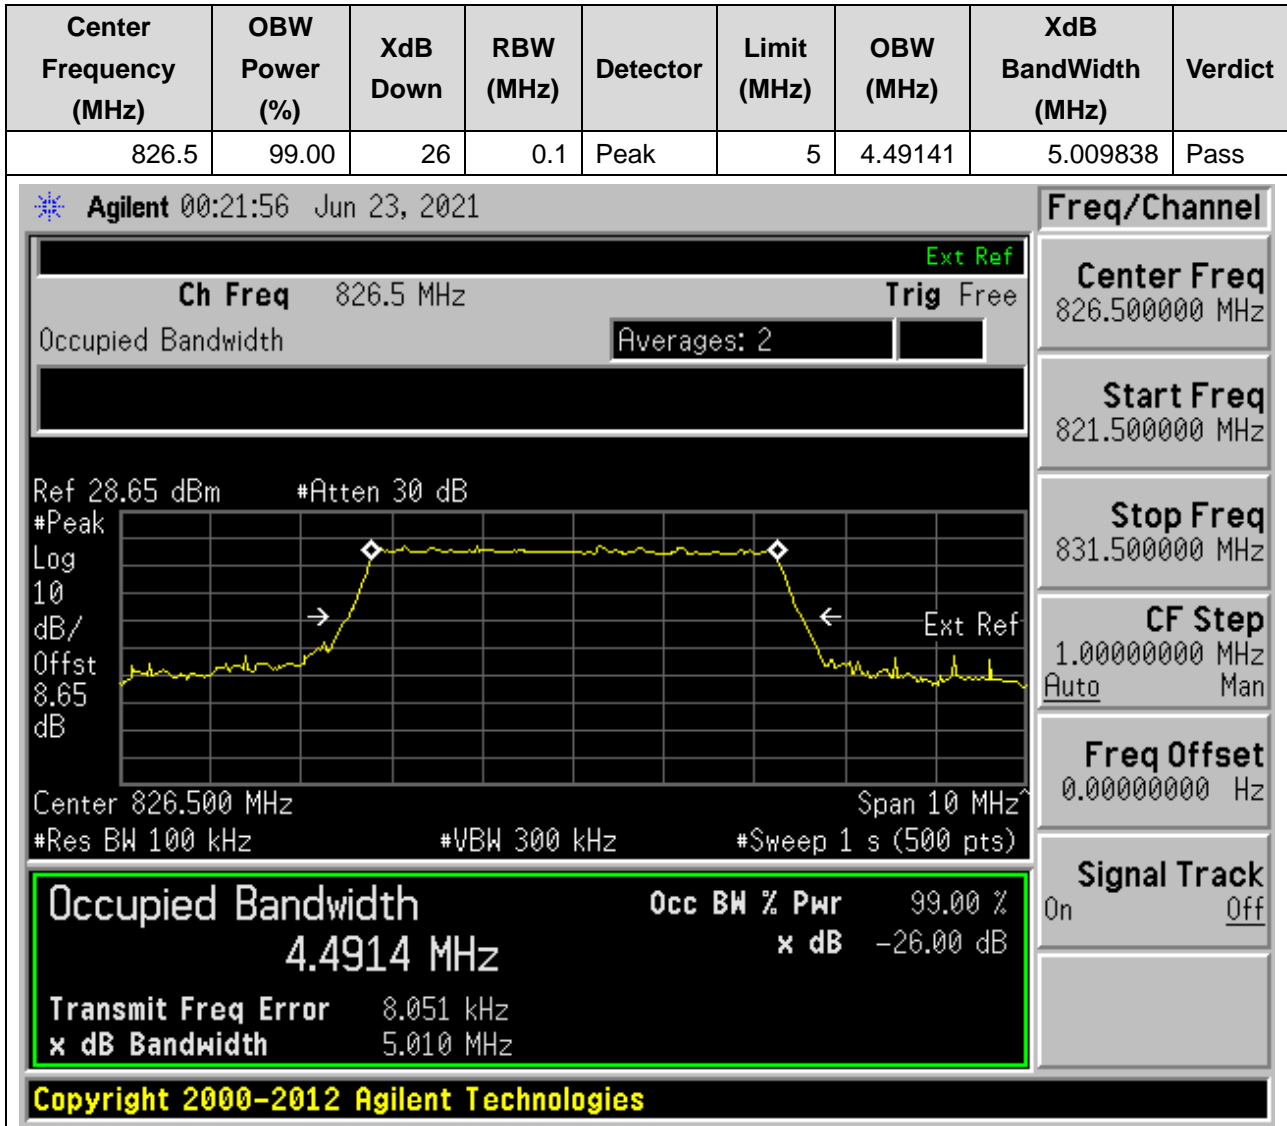 Center Frequency (MHz) OBW Power (%) XdB Down RBW (MHz) Detector Limit (MHz) OBW (MHz) XdB BandWidth (MHz) Verdict
826.5 99.00 26 0.1 Peak 5 4.49141 5.009838 Pass
Agilent 00:21:56 Jun 23, 2021
Freq/Channel
Ext Ref
Ch Freq 826.5 MHz Trig Free
Occupied Bandwidth Averages: 2
Center Freq
826.500000 MHz
Start Freq
821.500000 MHz
Stop Freq
831.500000 MHz
CF Step
1.00000000 MHz
Auto Man
Freq Offset
0.00000000 Hz
Signal Track
On Off
Ref 28.65 dBm #Atten 30 dB
#Peak
Log
10
dB/
Offst
8.65
dB
Ext Ref
Center 826.500 MHz Span 10 MHz^
#Res BW 100 kHz #VBW 300 kHz #Sweep 1 s (500 pts)
Occupied Bandwidth
4.4914 MHz
Occ BW % Pwr 99.00 %
x dB -26.00 dB
Transmit Freq Error 8.051 kHz
x dB Bandwidth 5.010 MHz
Copyright 2000-2012 Agilent Technologies